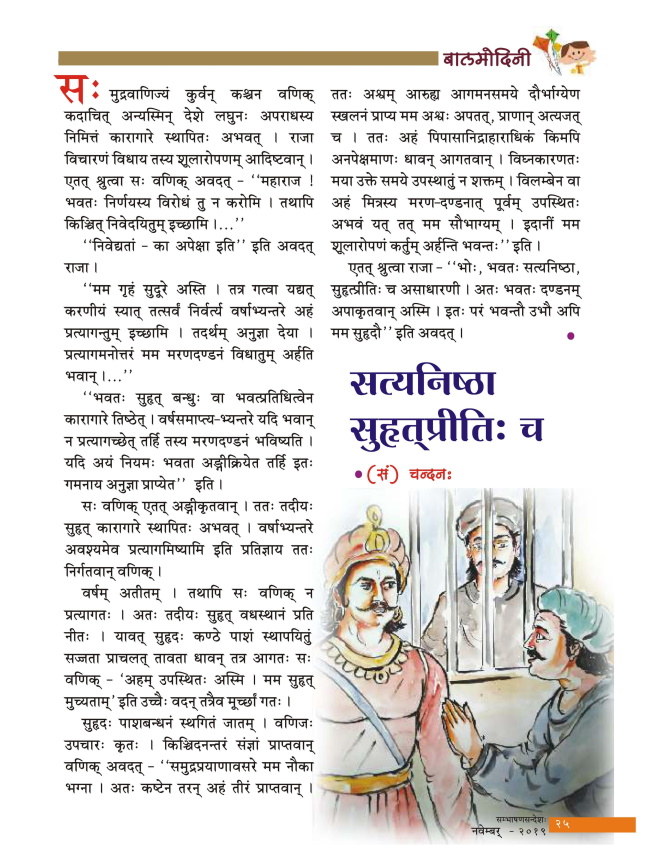 बालमोदिनी
सः मुद्रवाणिज्यं कुर्वन् कश्चन वणिक्
कदाचित् अन्यस्मिन् देशे लघुनः अपराधस्य
निमित्तं कारागारे स्थापितः अभवत् । राजा
विचारणं विधाय तस्य शूलारोपणम् आदिष्टवान् ।
एतत् श्रुत्वा सः वणिक् अवदत् – ‘‘महाराज !
भवतः निर्णयस्य विरोधं तु न करोमि । तथापि
किञ्चित् निवेदयितुम् इच्छामि ।...’’
‘‘निवेद्यतां - का अपेक्षा इति’’ इति अवदत्
राजा ।
‘‘मम गृहं सुदूरे अस्ति । तत्र गत्वा यद्यत्
करणीयं स्यात् तत्सर्वं निर्वर्त्य वर्षाभ्यन्तरे अहं
प्रत्यागन्तुम् इच्छामि । तदर्थम् अनुज्ञा देया ।
प्रत्यागमनोत्तरं मम मरणदण्डनं विधातुम् अर्हति
भवान् ।...’’
‘‘भवतः सुहृत् बन्धुः वा भवत्प्रतिधित्वेन
कारागारे तिष्ठेत् । वर्षसमाप्त्य-भ्यन्तरे यदि भवान्
न प्रत्यागच्छेत् तर्हि तस्य मरणदण्डनं भविष्यति ।
यदि अयं नियमः भवता अङ्गीक्रियेत तर्हि इतः
गमनाय अनुज्ञा प्राप्येत’’ इति ।
सः वणिक् एतत् अङ्गीकृतवान् । ततः तदीयः
सुहृत् कारागारे स्थापितः अभवत् । वर्षाभ्यन्तरे
अवश्यमेव प्रत्यागमिष्यामि इति प्रतिज्ञाय ततः
निर्गतवान् वणिक् ।
वर्षम् अतीतम् । तथापि सः वणिक् न
प्रत्यागतः । अतः तदीयः सुहृत् वधस्थानं प्रति
नीतः । यावत् सुहृदः कण्ठे पाशं स्थापयितुं
सज्जता प्राचलत् तावता धावन् तत्र आगतः सः
वणिक् – ‘अहम् उपस्थितः अस्मि । मम सुहृत्
मुच्यताम्’ इति उच्चैः वदन् तत्रैव मूर्च्छां गतः ।
सुहृदः पाशबन्धनं स्थगितं जातम् । वणिजः
उपचारः कृतः । किञ्चिदनन्तरं संज्ञां प्राप्तवान्
वणिक् अवदत् – ‘‘समुद्रप्रयाणावसरे मम नौका
भग्ना । अतः कष्टेन तरन् अहं तीरं प्राप्तवान् ।
ततः अश्वम् आरुह्य आगमनसमये दौर्भाग्येण
स्खलनं प्राप्य मम अश्वः अपतत्, प्राणान् अत्यजत्
च । ततः अहं पिपासानिद्राहाराधिकं किमपि
अनपेक्षमाणः धावन् आगतवान् । विघ्नकारणतः
मया उक्ते समये उपस्थातुं न शक्तम् । विलम्बेन वा
अहं मित्रस्य मरण-दण्डनात् पूर्वम् उपस्थितः
अभवं यत् तत् मम सौभाग्यम् । इदानीं मम
शूलारोपणं कर्तुम् अर्हन्ति भवन्तः’’ इति ।
एतत् श्रुत्वा राजा – ‘‘भोः, भवतः सत्यनिष्ठा,
सुहृत्प्रीतिः च असाधारणी । अतः भवतः दण्डनम्
अपाकृतवान् अस्मि । इतः परं भवन्तौ उभौ अपि
मम सुहृदौ’’ इति अवदत् ।
सत्यनिष्ठा
सुहृत्प्रीतिः च
• (सं) चन्दनः
सम्भाषणसन्देशः
नवेम्बर् - २०१९
२५